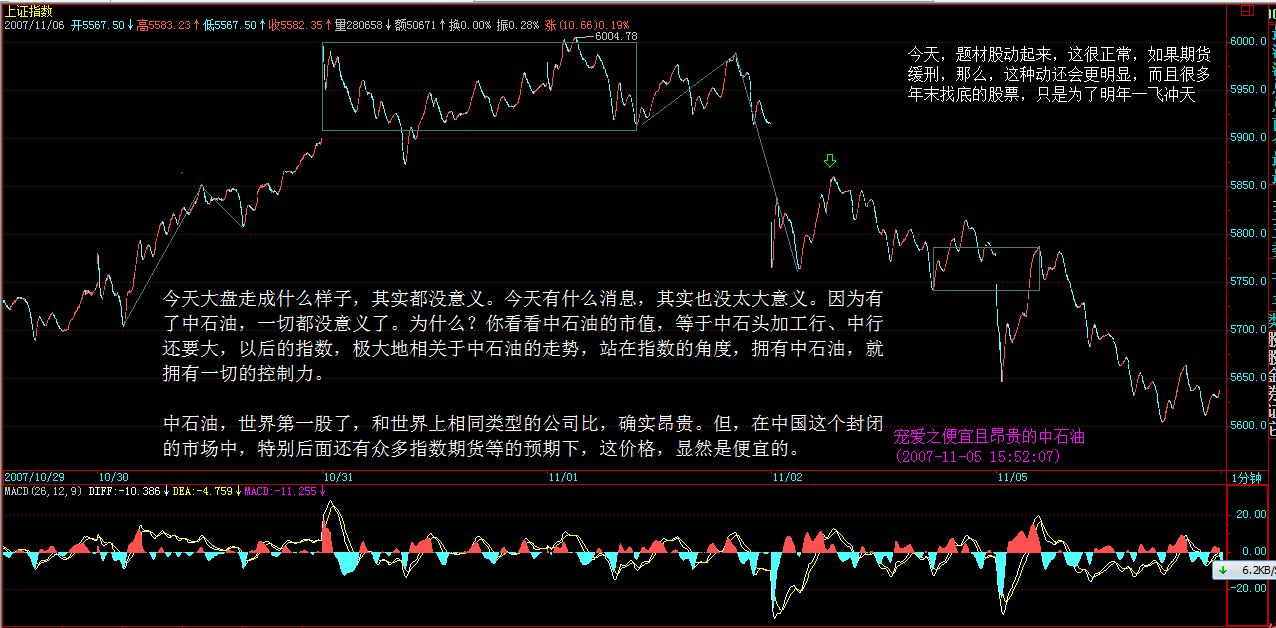 上证指数
2007/11/06 开5567.50↓高5583.23↑低5567.50↑收5582.35↑量280658↓额50671↑换0.00% 振0.28% 涨(10.66)0.19%
6004.78
6000.0
今天，题材股动起来，这很正常，如果期货
缓刑，那么，这种动还会更明显，而且很多
年末找底的股票，只是为了明年一飞冲天
5950.0
5900.0
5850.0
5800.0
5750.0
5700.0
5650.0
5600.0
今天大盘走成什么样子，其实都没意义。今天有什么消息，其实也没太大意义。因为有
了中石油，一切都没意义了。为什么？你看看中石油的市值，等于中石头加工行、中行
还要大，以后的指数，极大地相关于中石油的走势，站在指数的角度，拥有中石油，就
拥有一切的控制力。
中石油，世界第一股了，和世界上相同类型的公司比，确实昂贵。但，在中国这个封闭
的市场中，特别后面还有众多指数期货等的预期下，这价格，显然是便宜的。
宠爱之便宜且昂贵的中石油
(2007-11-05 15:52:07)
2007/10/29 10/30 10/31 11/01 11/02 11/05 1分钟
MACD(26,12,9) DIFF:-10.386↓DEA:-4.759↓MACD:-11.255↓
20.00
0.00
6.2KB/
-20.00